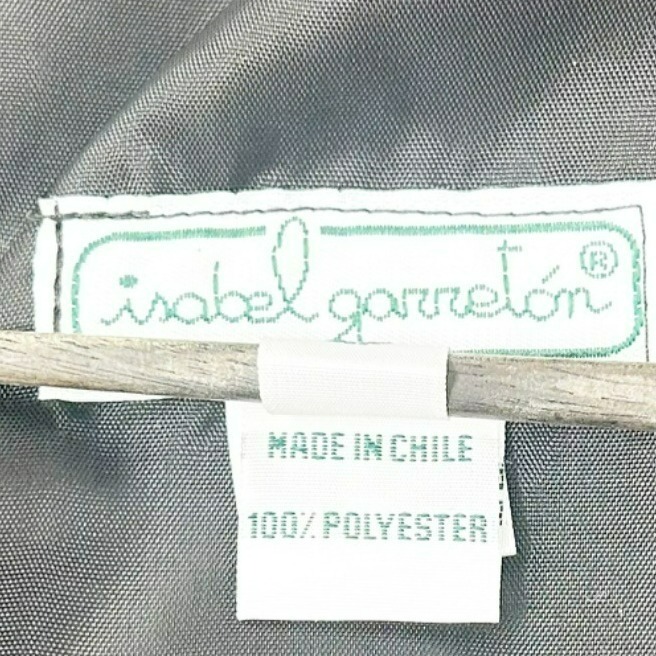 isabel garretón®
MADE IN CHILE
100% POLYESTER